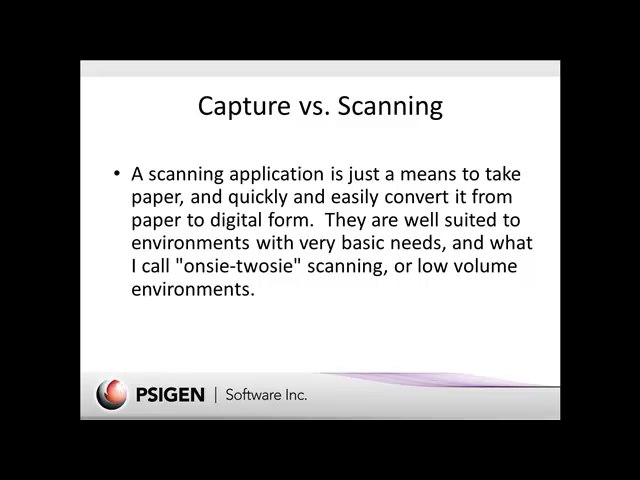 Capture vs. Scanning
• A scanning application is just a means to take
paper, and quickly and easily convert it from
paper to digital form.  They are well suited to
environments with very basic needs, and what
I call "onsie-twosie" scanning, or low volume
environments.
PSIGEN | Software Inc.